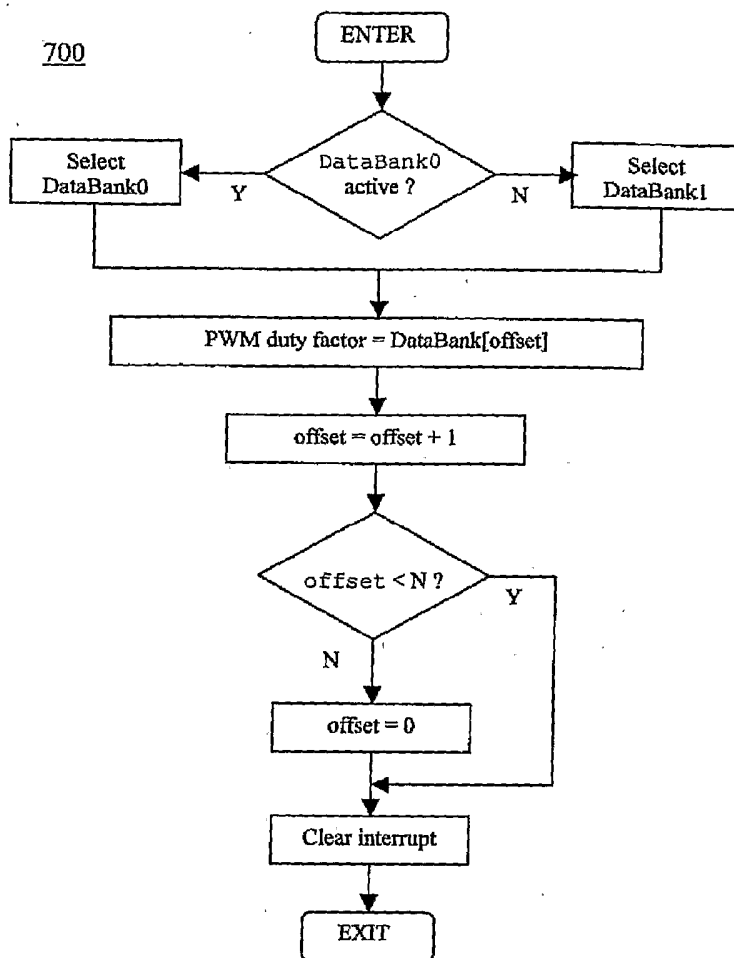 700
ENTER
DataBank0
active ?
Select
DataBank0
Y
N
Select
DataBank1
PWM duty factor = DataBank[offset]
offset = offset + 1
offset < N ?
Y
N
offset = 0
Clear interrupt
EXIT